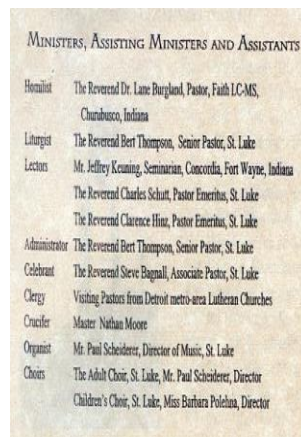 MINISTERS, ASSISTING MINISTERS AND ASSISTANTS
Homilist The Reverend Dr. Lane Burgland, Pastor, Faith LC-MS,
Churubusco, Indiana
Liturgist The Reverend Bert Thompson, Senior Pastor, St. Luke
Lectors Mr. Jeffrey Keuning, Seminarian, Concordia, Fort Wayne, Indiana
The Reverend Charles Schutt, Pastor Emeritus, St. Luke
The Reverend Clarence Hinz, Pastor Emeritus, St. Luke
Administrator The Reverend Bert Thompson, Senior Pastor, St. Luke
Celebrant The Reverend Steve Bagnall, Associate Pastor, St. Luke
Clergy Visiting Pastors from Detroit metro-area Lutheran Churches
Crucifer Master Nathan Moore
Organist Mr. Paul Scheiderer, Director of Music, St. Luke
Choirs The Adult Choir, St. Luke, Mr. Paul Scheiderer, Director
Children's Choir, St. Luke, Miss Barbara Polehna, Director